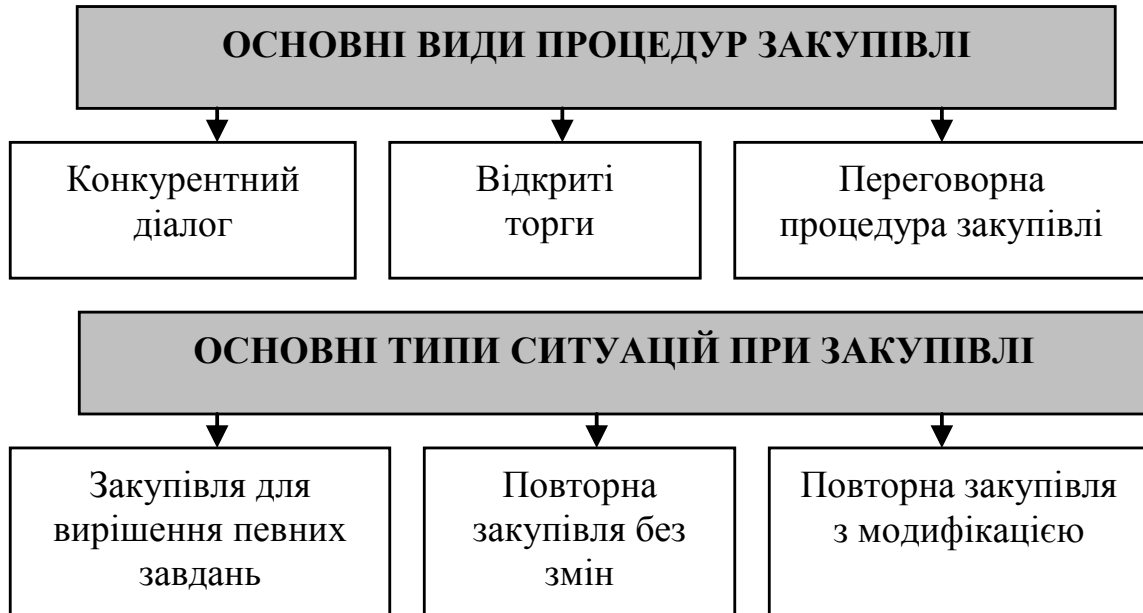 ОСНОВНІ ВИДИ ПРОЦЕДУР ЗАКУПІВЛІ
Конкурентний
діалог
Відкриті
торги
Переговорна
процедура закупівлі
ОСНОВНІ ТИПИ СИТУАЦІЙ ПРИ ЗАКУПІВЛІ
Закупівля для
вирішення певних
завдань
Повторна
закупівля без
змін
Повторна закупівля
з модифікацією